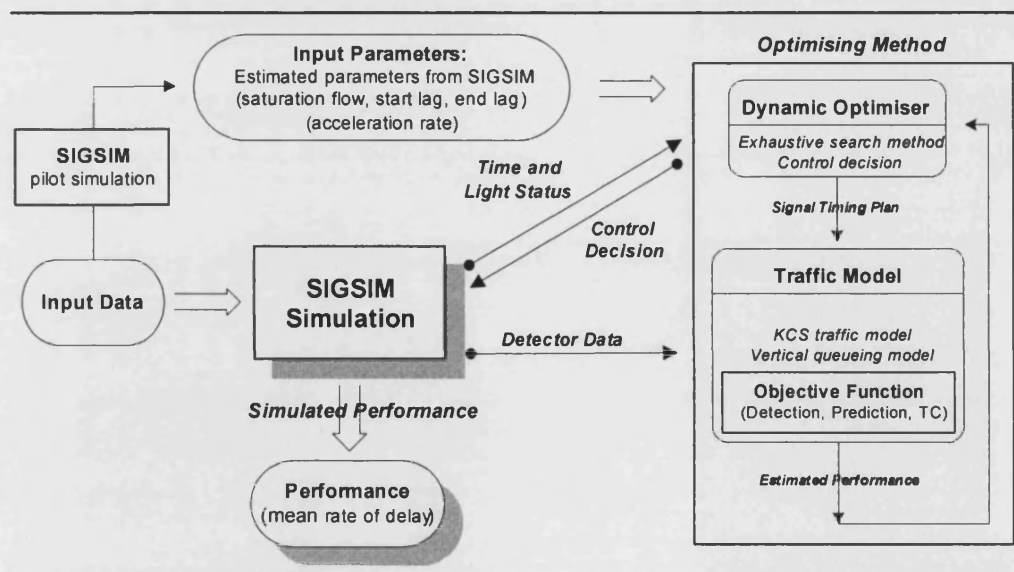 Input Parameters:
Estimated parameters from SIGSIM
(saturation flow, start lag, end lag)
(acceleration rate)
Optimising Method
Dynamic Optimiser
Exhaustive search method
Control decision
SIGSIM
pilot simulation
Time and
Light Status
Signal Timing Plan
Control
Decision
Input Data
SIGSIM
Simulation
Traffic Model
KCS traffic model
Vertical queueing model
Detector Data
Objective Function
(Detection, Prediction, TC)
Simulated Performance
Estimated Performance
Performance
(mean rate of delay)